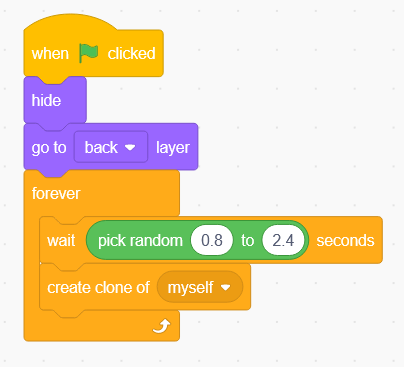 when clicked
hide
go to back layer
forever
wait pick random 0.8 to 2.4 seconds
create clone of myself